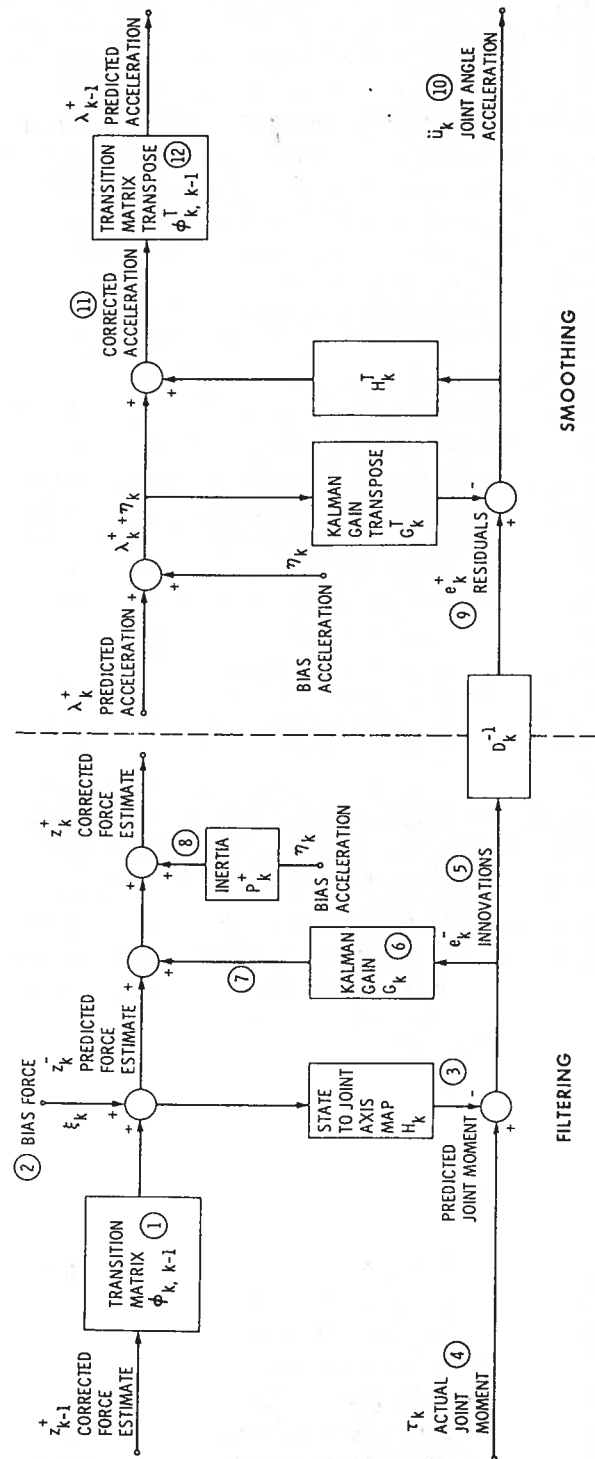 z⁺ₖ₋₁
CORRECTED
FORCE
ESTIMATE
TRANSITION
MATRIX ①
ϕₖ, ₖ₋₁
② BIAS FORCE
ξₖ
+
+
z⁻ₖ
PREDICTED
FORCE
ESTIMATE
STATE
TO JOINT
AXIS
MAP
Hₖ
③
PREDICTED
JOINT MOMENT
-
+
τₖ
ACTUAL ④
JOINT
MOMENT
+
+
⑦
KALMAN
GAIN ⑥
Gₖ
e⁻ₖ ⑤
INNOVATIONS
+
+
⑧
INERTIA
P⁺ₖ
ηₖ
BIAS
ACCELERATION
z⁺ₖ
CORRECTED
FORCE
ESTIMATE
D⁻¹ₖ
FILTERING
λ⁺ₖ
PREDICTED
ACCELERATION
+
+
ηₖ
BIAS
ACCELERATION
λ⁺ₖ + ηₖ
KALMAN
GAIN
TRANSPOSE
Gᵀₖ
⑨ e⁺ₖ
RESIDUALS
-
+
+
+
Hᵀₖ
⑪
CORRECTED
ACCELERATION
TRANSITION
MATRIX
TRANSPOSE
ϕᵀₖ, ₖ₋₁ ⑫
λ⁺ₖ₋₁
PREDICTED
ACCELERATION
üₖ ⑩
JOINT ANGLE
ACCELERATION
SMOOTHING